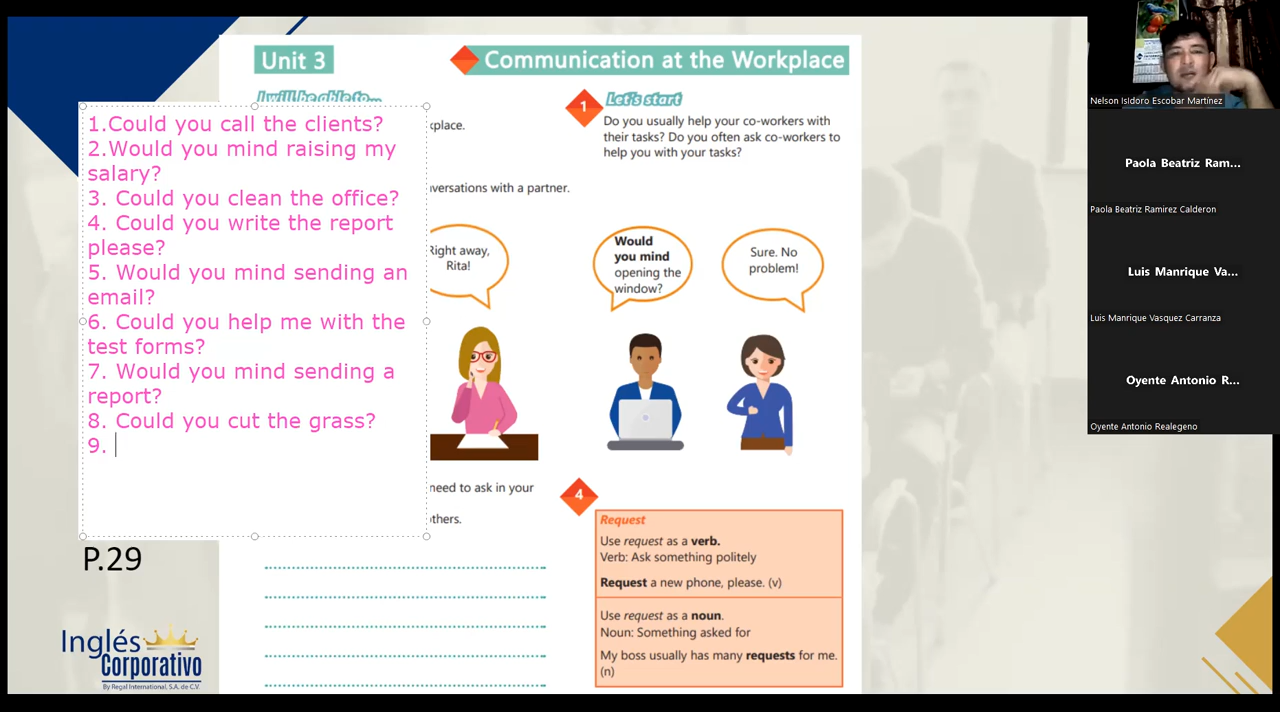 Unit 3
Communication at the Workplace
I will be able to...
1
Let's start
Do you usually help your co-workers with
their tasks? Do you often ask co-workers to
help you with your tasks?
kplace.
versations with a partner.
1.Could you call the clients?
2.Would you mind raising my
salary?
3. Could you clean the office?
4. Could you write the report
please?
5. Would you mind sending an
email?
6. Could you help me with the
test forms?
7. Would you mind sending a
report?
8. Could you cut the grass?
9.
Right away,
Rita!
Would
you mind
opening the
window?
Sure. No
problem!
need to ask in your
thers.
4
Request
Use request as a verb.
Verb: Ask something politely
Request a new phone, please. (v)
Use request as a noun.
Noun: Something asked for
My boss usually has many requests for me.
(n)
P.29
Inglés
Corporativo
By Regal International, S.A. de C.V.
Nelson Isidoro Escobar Martínez
Paola Beatriz Ram...
Paola Beatriz Ramirez Calderon
Luis Manrique Va...
Luis Manrique Vasquez Carranza
Oyente Antonio R...
Oyente Antonio Realegeno